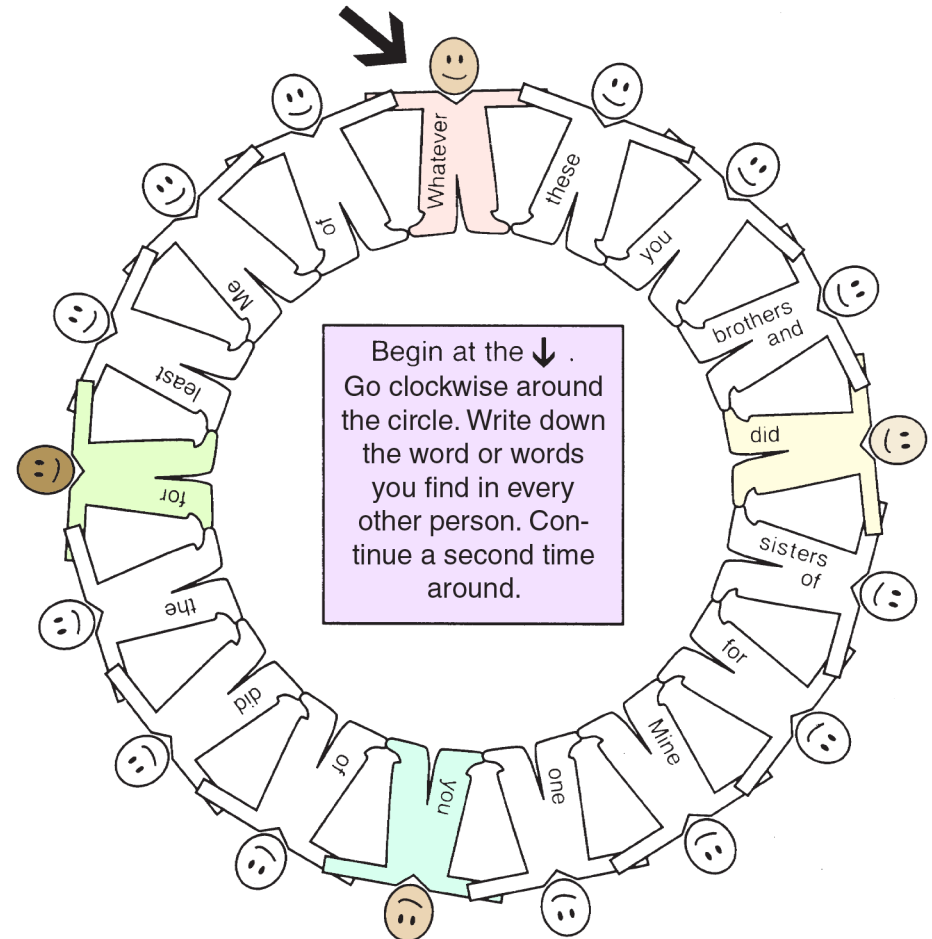 Whatever
these
you
brothers
and
did
sisters
of
for
Mine
one
you
of
did
the
for
least
Me
of
Begin at the ↓ .
Go clockwise around
the circle. Write down
the word or words
you find in every
other person. Con-
tinue a second time
around.